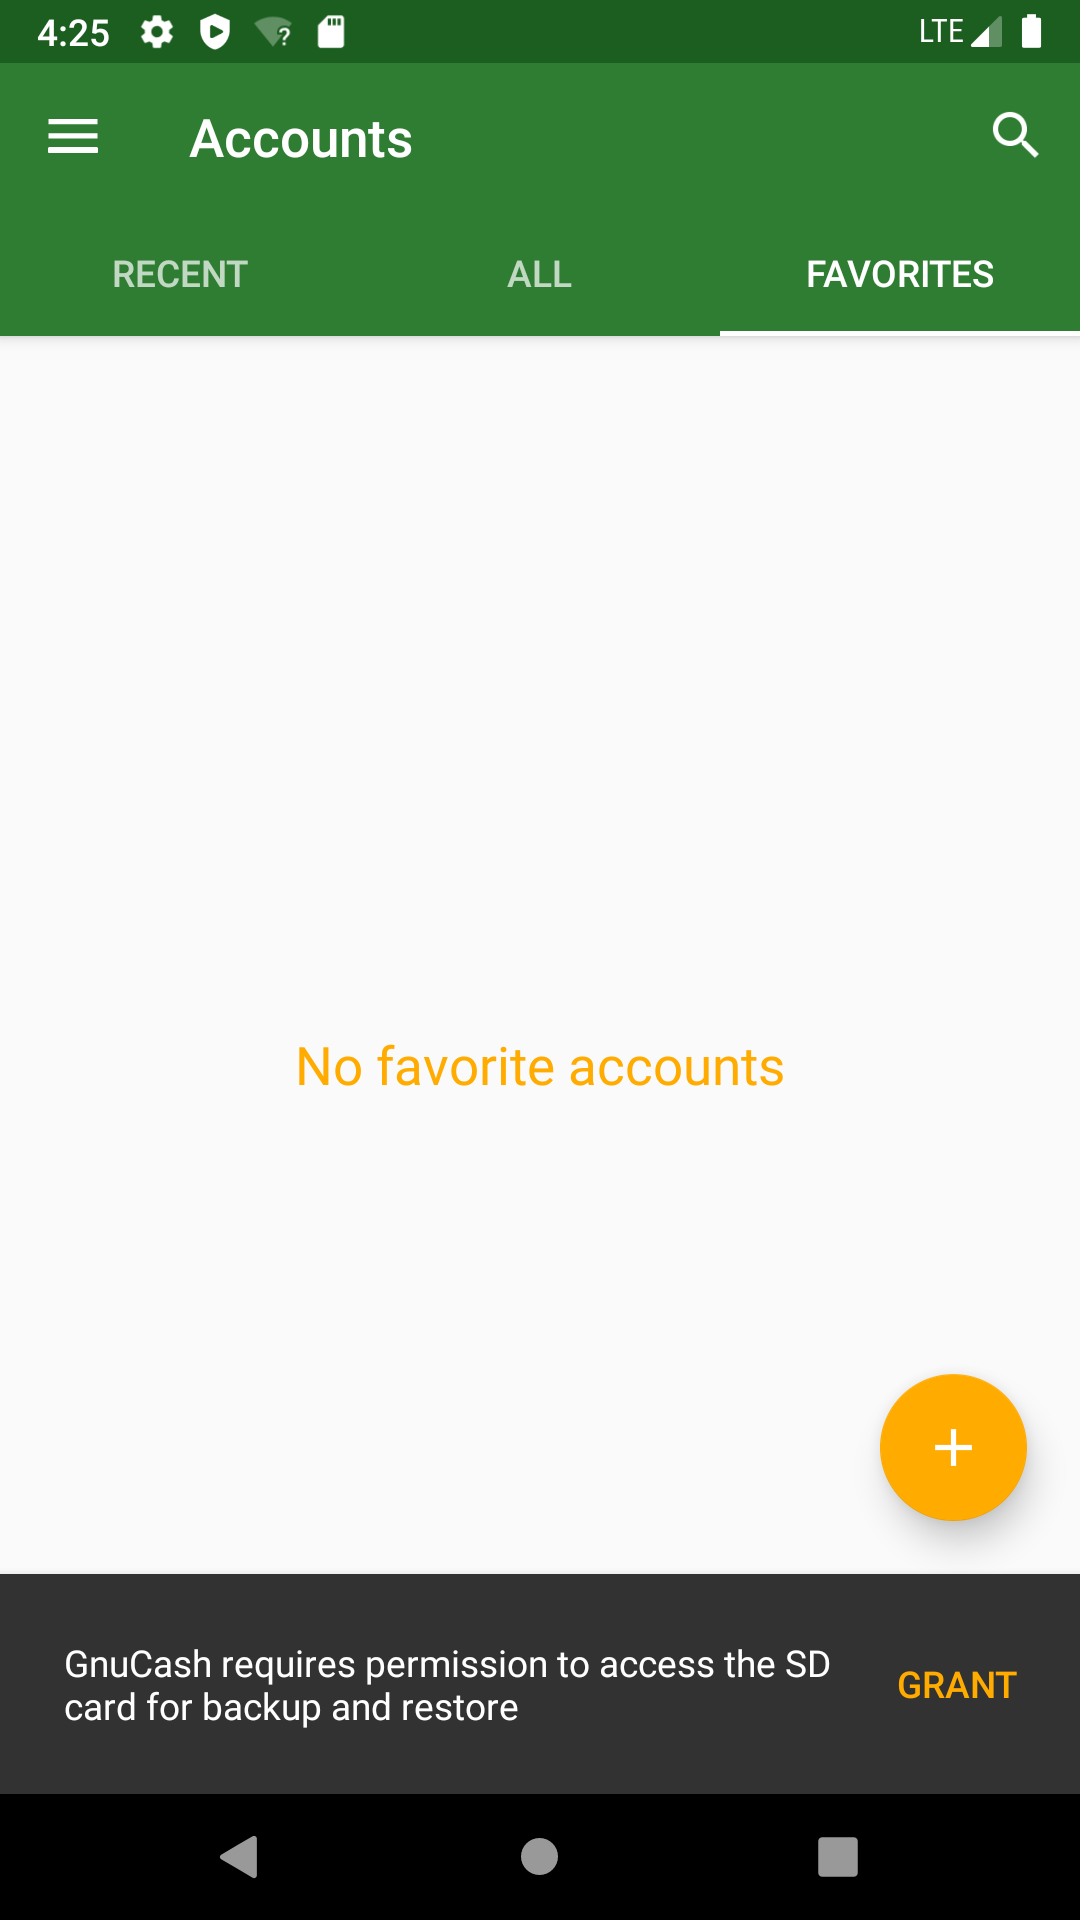 4:25
LTE
Accounts
RECENT
ALL
FAVORITES
No favorite accounts
GnuCash requires permission to access the SD
card for backup and restore
GRANT